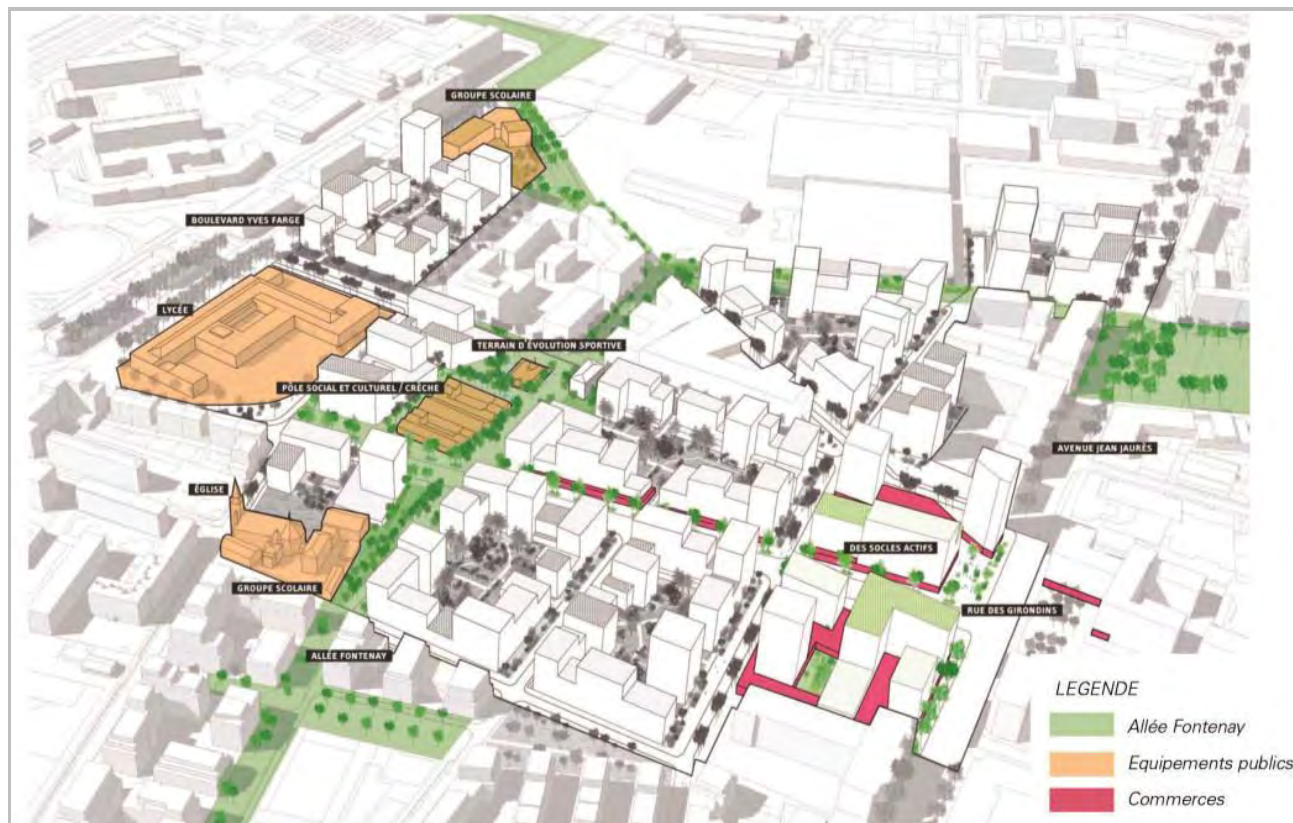 GROUPE SCOLAIRE
BOULEVARD YVES FARGE
LYCÉE
TERRAIN D'ÉVOLUTION SPORTIVE
PÔLE SOCIAL ET CULTUREL / CRÈCHE
AVENUE JEAN JAURÈS
ÉGLISE
DES SOCLES ACTIFS
GROUPE SCOLAIRE
RUE DES GIRONDINS
ALLÉE FONTENAY
LEGENDE
Allée Fontenay
Equipements publics
Commerces